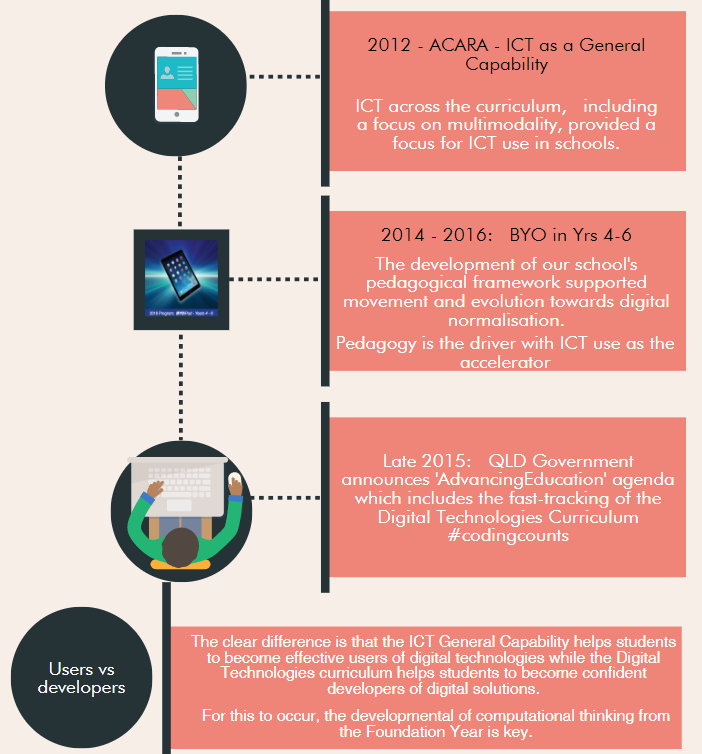 2012 - ACARA - ICT as a General
Capability
ICT across the curriculum, including
a focus on multimodality, provided a
focus for ICT use in schools.
2014 - 2016: BYO in Yrs 4-6
The development of our school's
pedagogical framework supported
movement and evolution towards digital
normalisation.
Pedagogy is the driver with ICT use as the
accelerator
Late 2015: QLD Government
announces 'AdvancingEducation' agenda
which includes the fast-tracking of the
Digital Technologies Curriculum
#codingcounts
Users vs
developers
The clear difference is that the ICT General Capability helps students
to become effective users of digital technologies while the Digital
Technologies curriculum helps students to become confident
developers of digital solutions.
For this to occur, the developmental of computational thinking from
the Foundation Year is key.